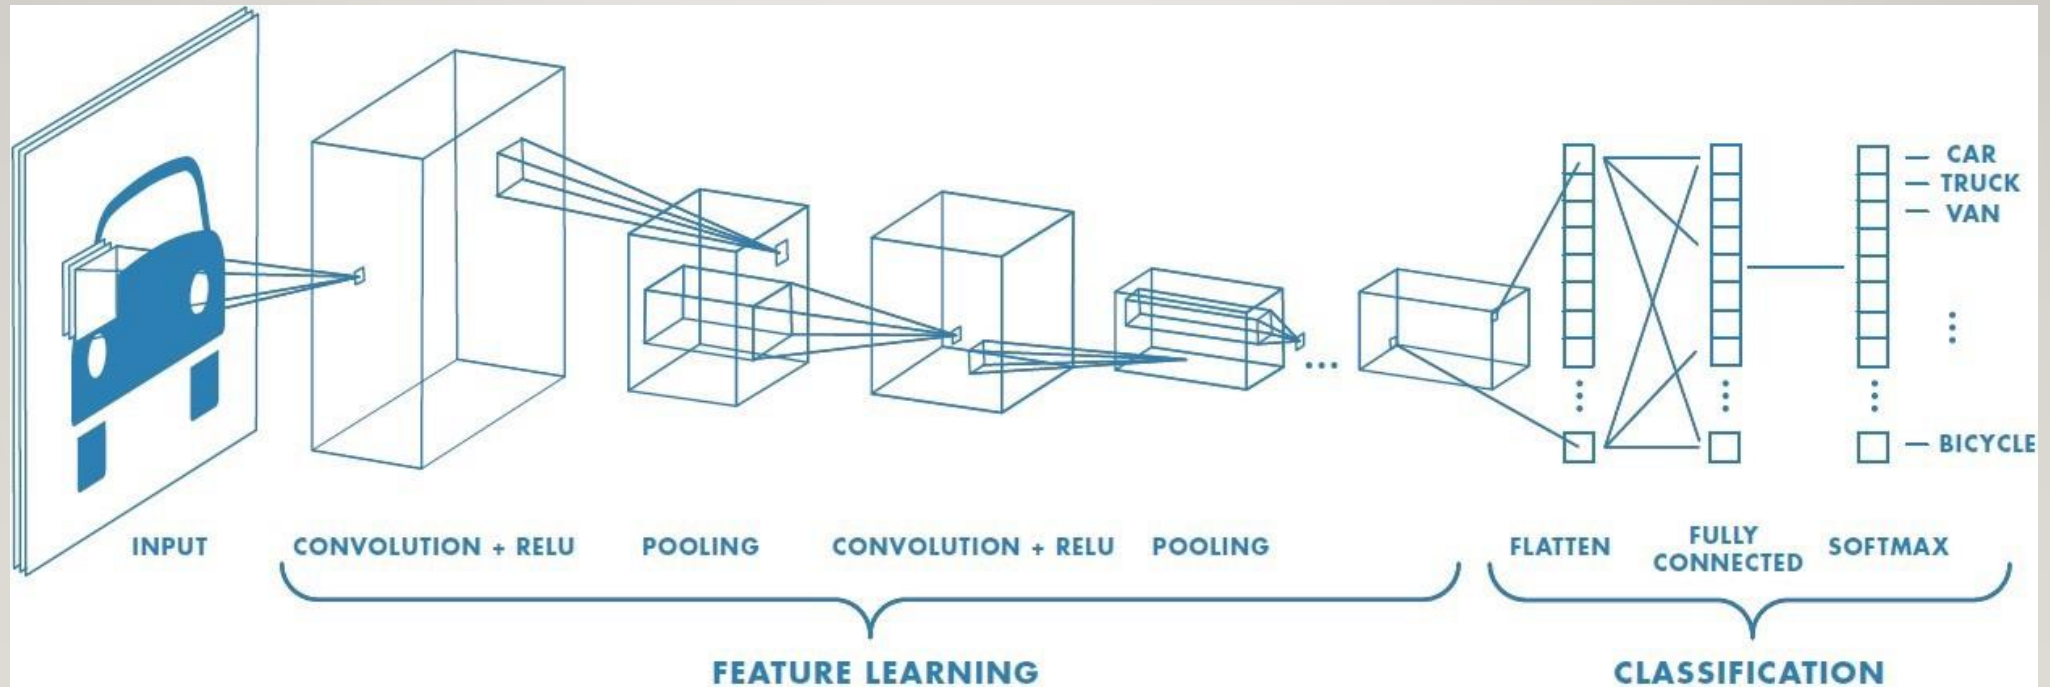 CAR
TRUCK
VAN
BICYCLE
INPUT
CONVOLUTION + RELU
POOLING
CONVOLUTION + RELU
POOLING
FLATTEN
FULLY
CONNECTED
SOFTMAX
FEATURE LEARNING
CLASSIFICATION